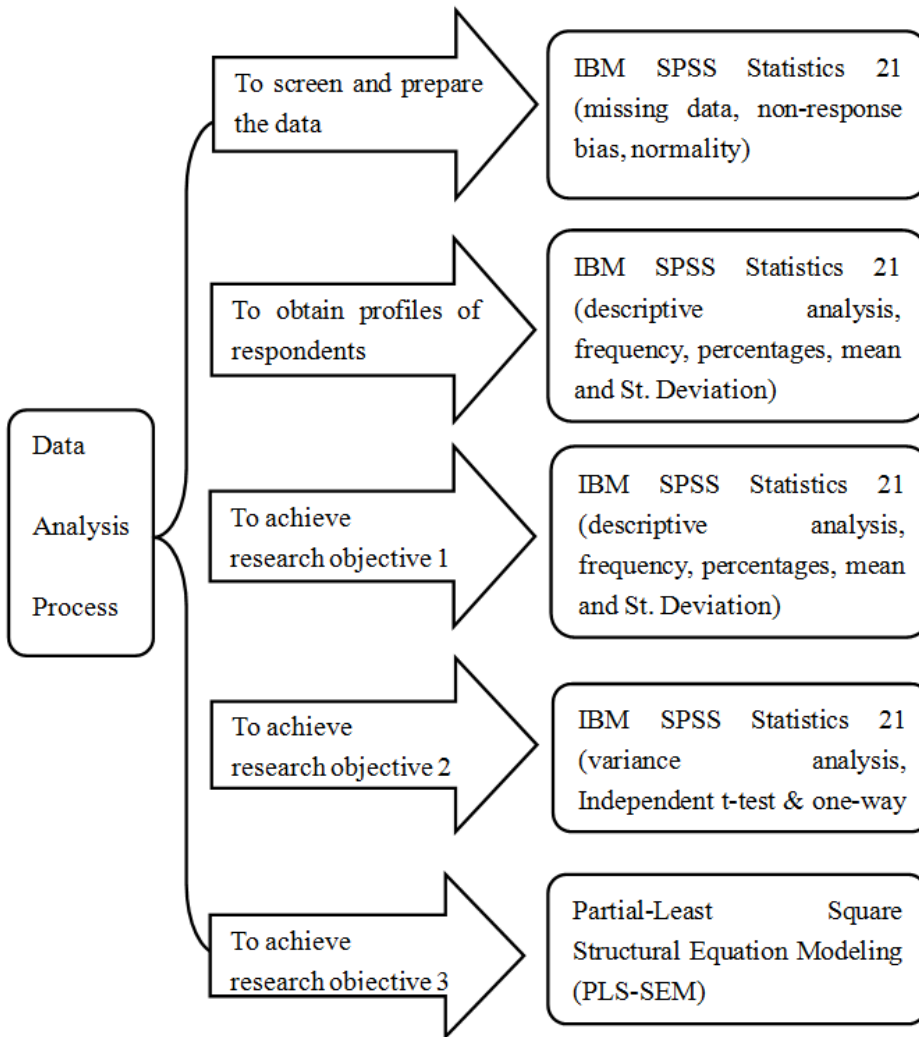 Data
Analysis
Process
To screen and prepare
the data
IBM SPSS Statistics 21
(missing data, non-response
bias, normality)
To obtain profiles of
respondents
IBM SPSS Statistics 21
(descriptive analysis,
frequency, percentages, mean
and St. Deviation)
To achieve
research objective 1
IBM SPSS Statistics 21
(descriptive analysis,
frequency, percentages, mean
and St. Deviation)
To achieve
research objective 2
IBM SPSS Statistics 21
(variance analysis,
Independent t-test & one-way
To achieve
research objective 3
Partial-Least Square
Structural Equation Modeling
(PLS-SEM)